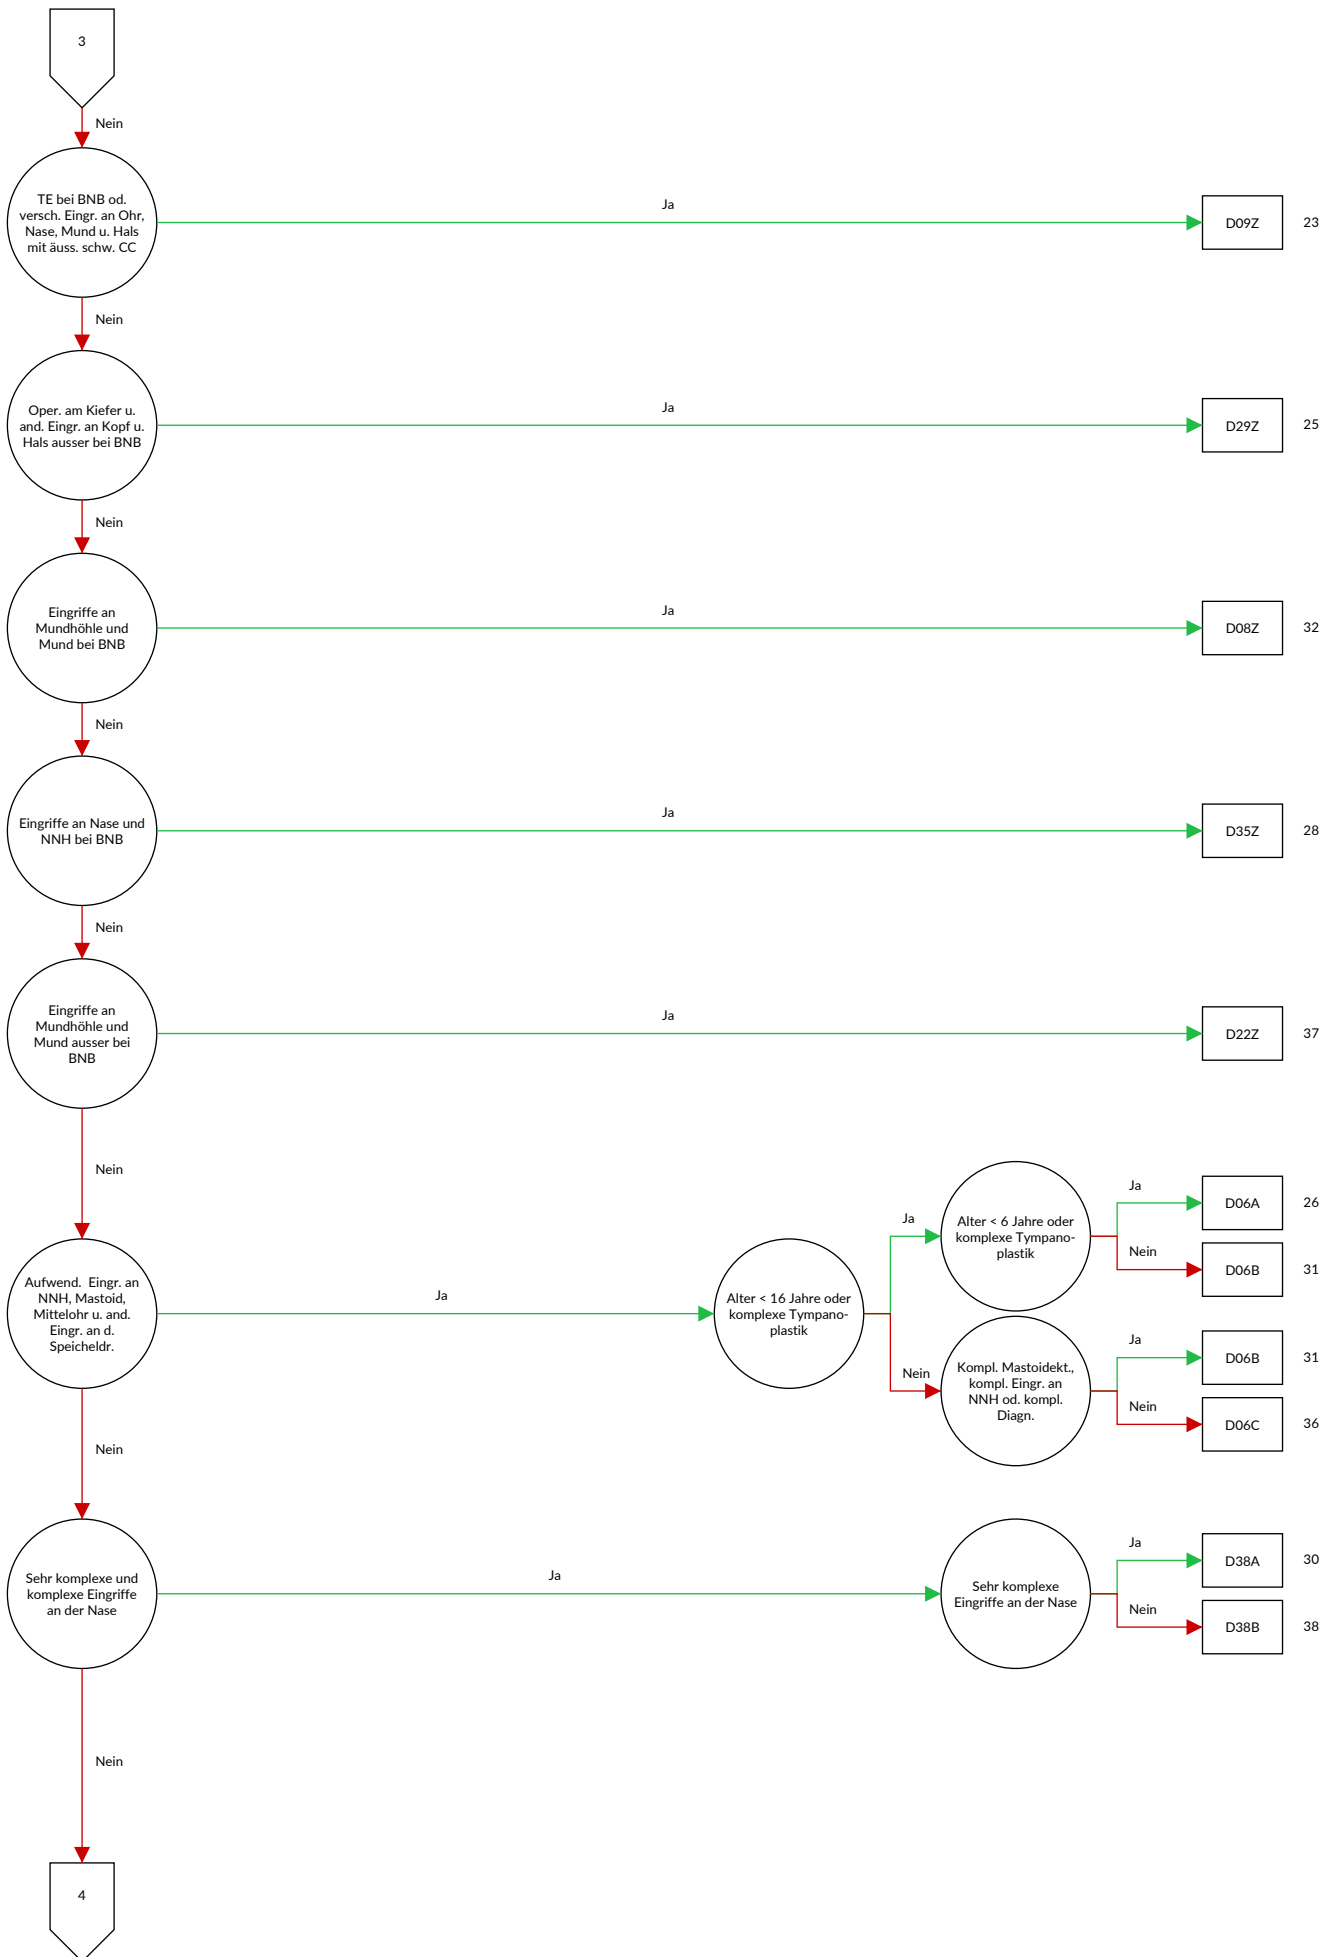 3
Nein
TE bei BNB od.
versch. Eingr. an Ohr,
Nase, Mund u. Hals
mit äuss. schw. CC
Ja
D09Z
23
Nein
Oper. am Kiefer u.
and. Eingr. an Kopf u.
Hals ausser bei BNB
Ja
D29Z
25
Nein
Eingriffe an
Mundhöhle und
Mund bei BNB
Ja
D08Z
32
Nein
Eingriffe an Nase und
NNH bei BNB
Ja
D35Z
28
Nein
Eingriffe an
Mundhöhle und
Mund ausser bei
BNB
Ja
D22Z
37
Nein
Aufwend. Eingr. an
NNH, Mastoid,
Mittelohr u. and.
Eingr. an d.
Speicheldr.
Ja
Alter < 16 Jahre oder
komplexe Tympano-
plastik
Ja
Alter < 6 Jahre oder
komplexe Tympano-
plastik
Ja
D06A
26
Nein
D06B
31
Nein
Kompl. Mastoidekt.,
kompl. Eingr. an
NNH od. kompl.
Diagn.
Ja
D06B
31
Nein
D06C
36
Nein
Sehr komplexe und
komplexe Eingriffe
an der Nase
Ja
Sehr komplexe
Eingriffe an der Nase
Ja
D38A
30
Nein
D38B
38
Nein
4